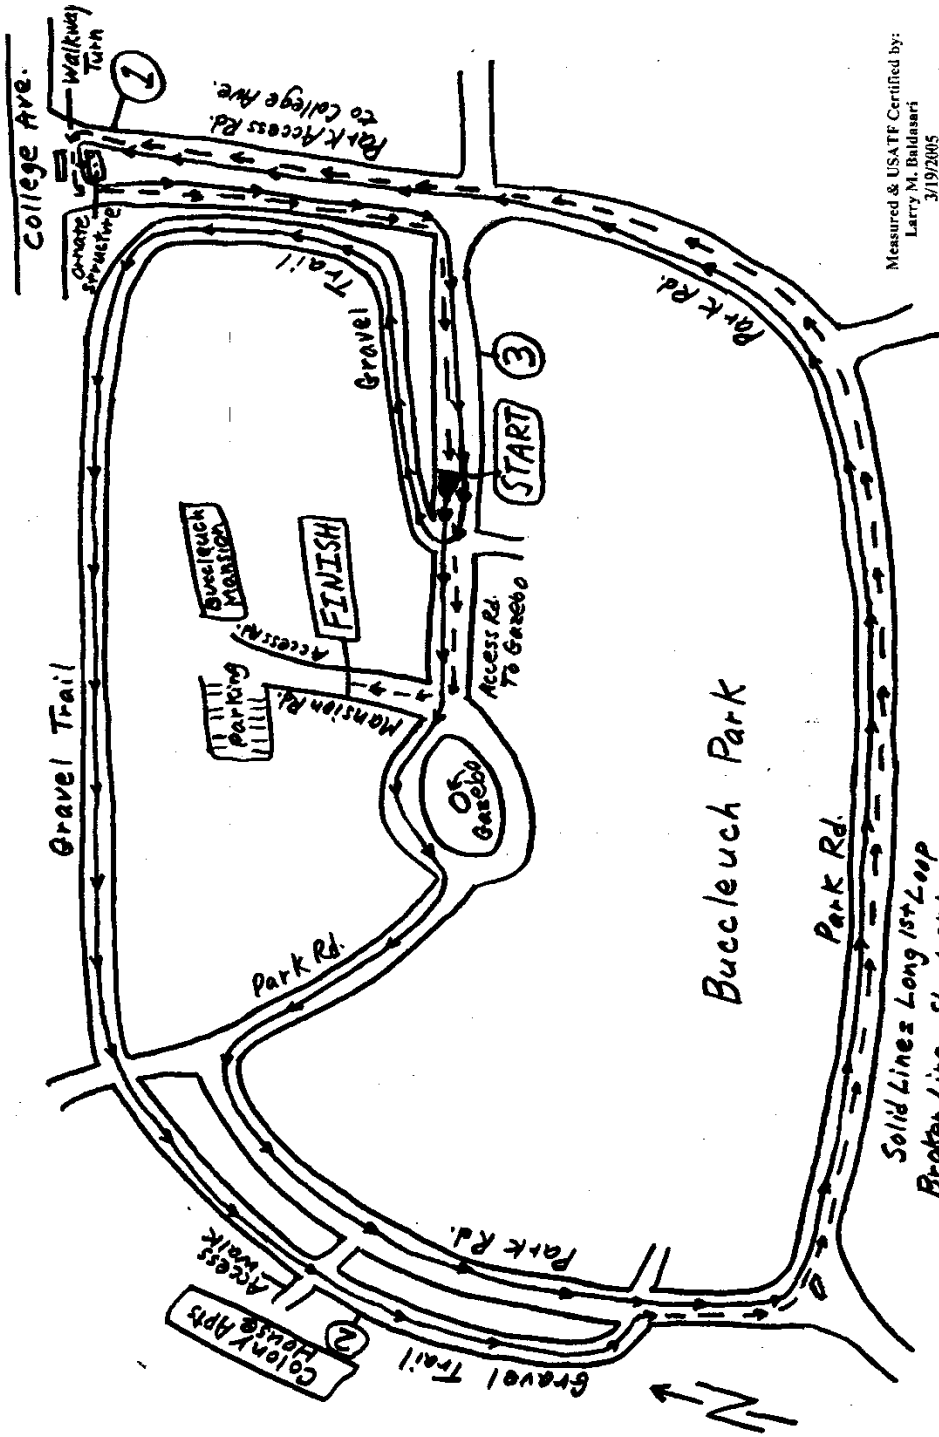 College Ave.
Walkway
Turn
1
Ornate
Structure
Park Access Rd.
to College Ave.
Gravel
Trail
3
START
Buccleuch
Mansion
FINISH
Access Rd.
Parking
Mansion Rd.
Access Rd.
To Gazebo
Gazebo
Gravel Trail
Park Rd.
Park Rd.
Buccleuch Park
Park Rd.
Park Rd.
Access
Walk
Colony Apts
House
2
Gravel Trail
N
Solid Lines Long 1st Loop
Measured & USATF Certified by:
Larry M. Baldasari
3/19/2005